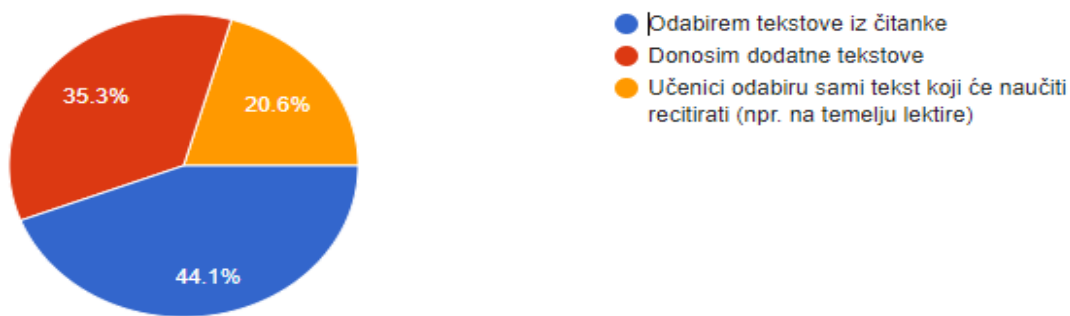 35.3%
20.6%
44.1%
Odabirem tekstove iz čitanke
Donosim dodatne tekstove
Učenici odabiru sami tekst koji će naučiti
recitirati (npr. na temelju lektire)